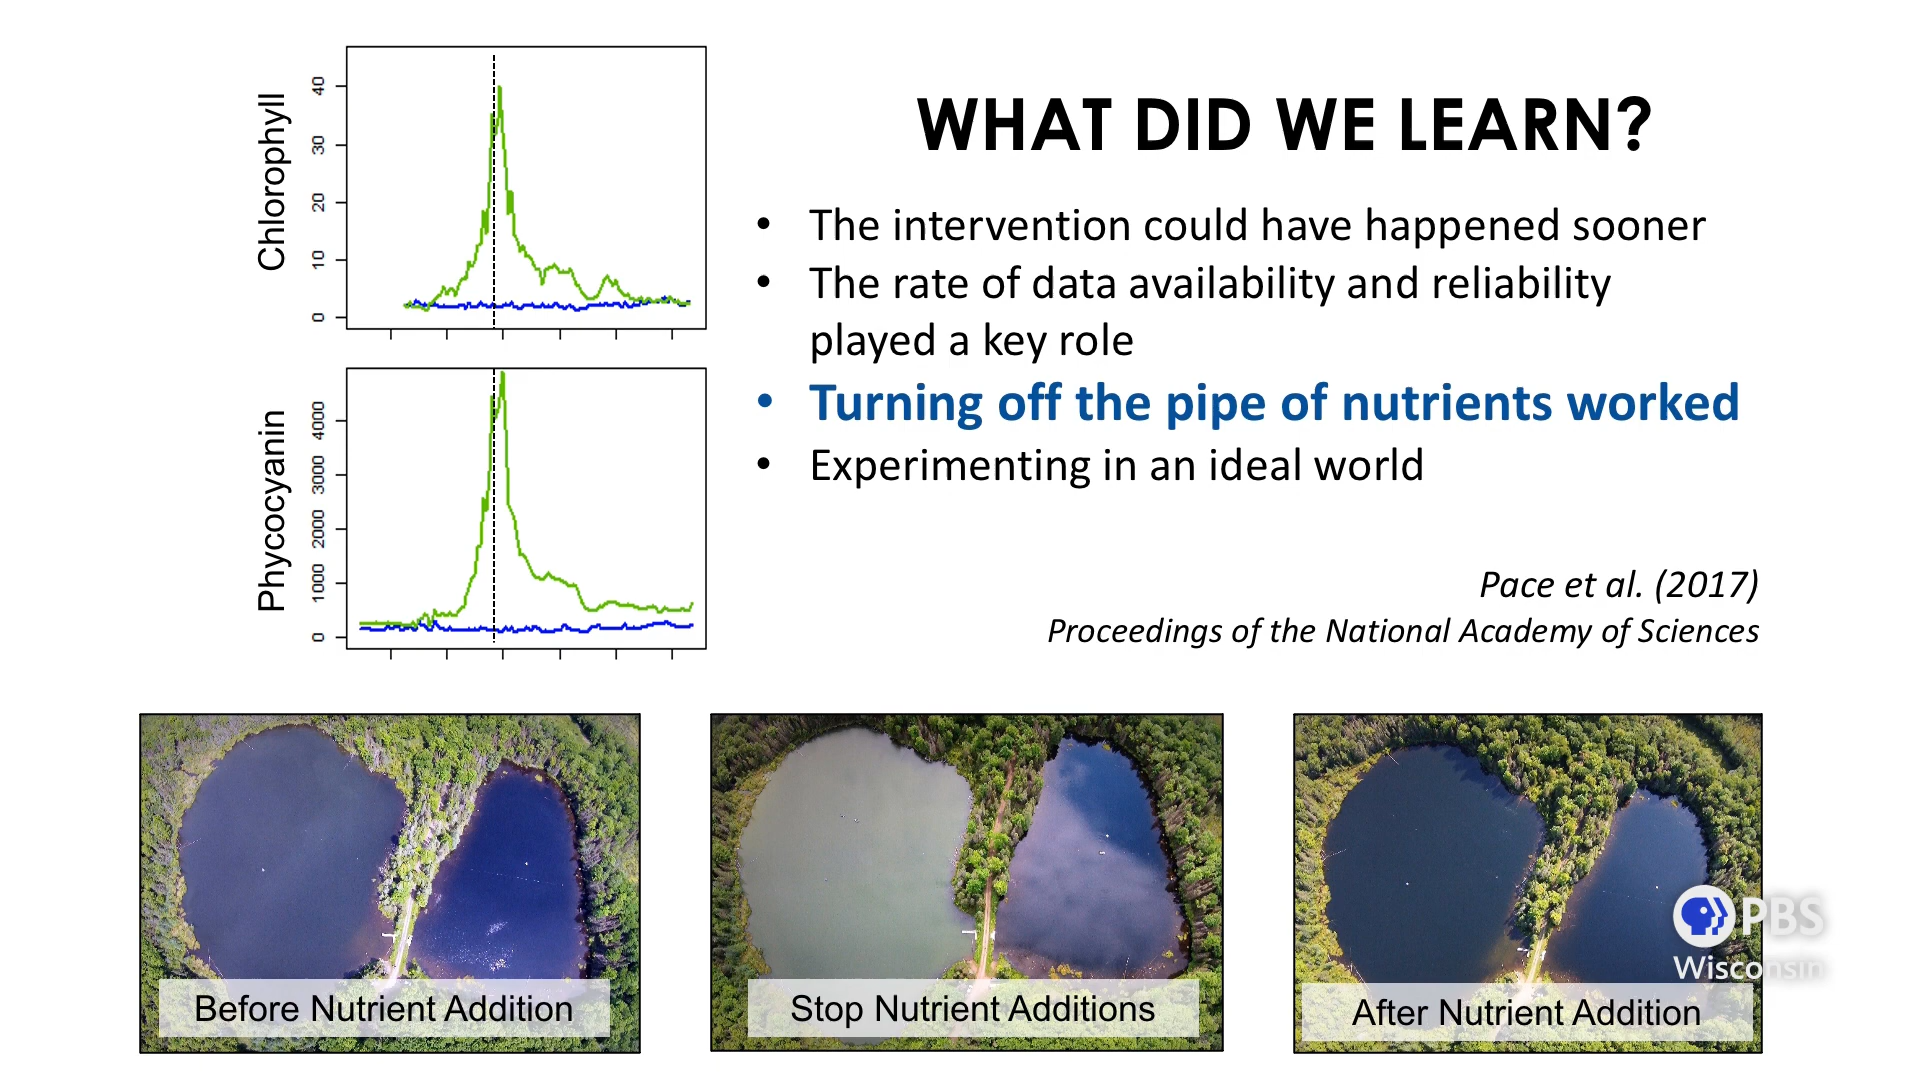 WHAT DID WE LEARN?
• The intervention could have happened sooner
• The rate of data availability and reliability
played a key role
• Turning off the pipe of nutrients worked
• Experimenting in an ideal world
Pace et al. (2017)
Proceedings of the National Academy of Sciences
Chlorophyll
40
30
20
10
0
Phycocyanin
4000
3000
2000
1000
0
Before Nutrient Addition
Stop Nutrient Additions
After Nutrient Addition
PBS
Wisconsin